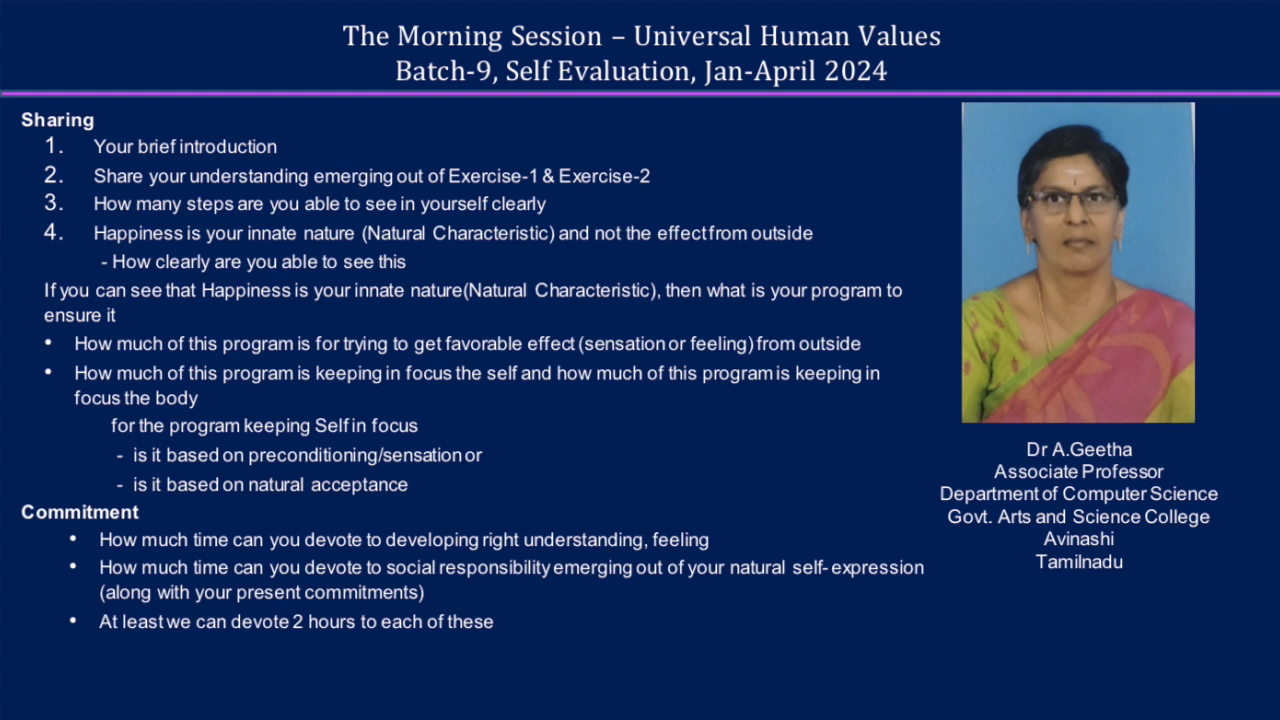 The Morning Session – Universal Human Values
Batch-9, Self Evaluation, Jan-April 2024
Sharing
1. Your brief introduction
2. Share your understanding emerging out of Exercise-1 & Exercise-2
3. How many steps are you able to see in yourself clearly
4. Happiness is your innate nature (Natural Characteristic) and not the effect from outside
- How clearly are you able to see this
If you can see that Happiness is your innate nature(Natural Characteristic), then what is your program to
ensure it
• How much of this program is for trying to get favorable effect (sensation or feeling) from outside
• How much of this program is keeping in focus the self and how much of this program is keeping in
focus the body
for the program keeping Self in focus
- is it based on preconditioning/sensation or
- is it based on natural acceptance
Commitment
• How much time can you devote to developing right understanding, feeling
• How much time can you devote to social responsibility emerging out of your natural self-expression
(along with your present commitments)
• At least we can devote 2 hours to each of these
Dr A.Geetha
Associate Professor
Department of Computer Science
Govt. Arts and Science College
Avinashi
Tamilnadu